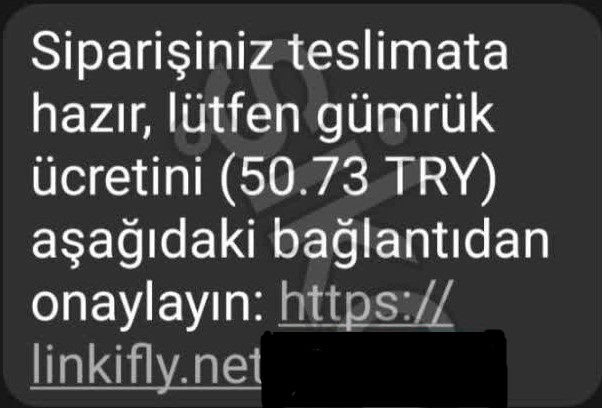 Siparişiniz teslimata
hazır, lütfen gümrük
ücretini (50.73 TRY)
aşağıdaki bağlantıdan
onaylayın: https://
linkifly.net